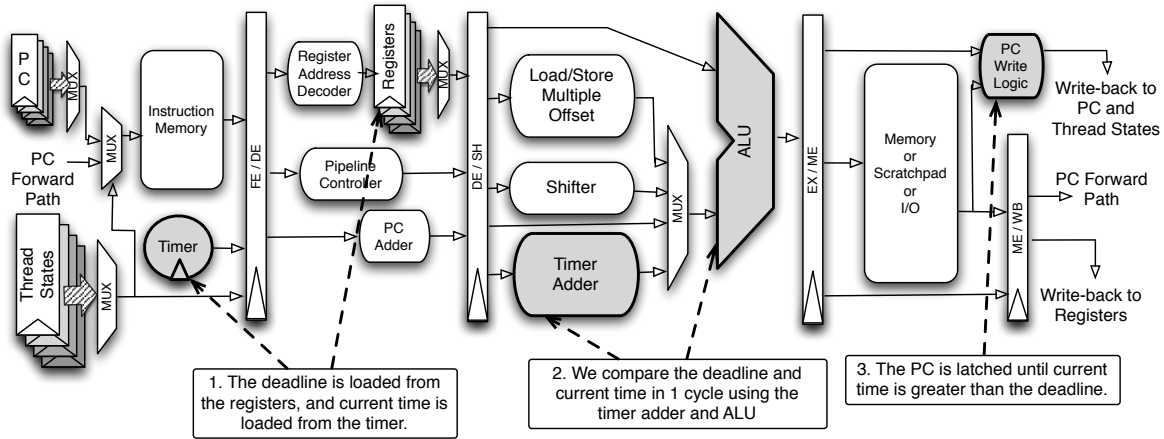 PC
MUX
PC
Forward
Path
MUX
Thread
States
MUX
Instruction
Memory
Timer
FE / DE
Register
Address
Decoder
Registers
MUX
Pipeline
Controller
PC
Adder
DE / SH
Load/Store
Multiple
Offset
Shifter
Timer
Adder
MUX
ALU
EX / ME
Memory
or
Scratchpad
or
I/O
PC
Write
Logic
ME / WB
Write-back to
PC and
Thread States
PC Forward
Path
Write-back to
Registers
1. The deadline is loaded from
the registers, and current time is
loaded from the timer.
2. We compare the deadline and
current time in 1 cycle using the
timer adder and ALU
3. The PC is latched until current
time is greater than the deadline.